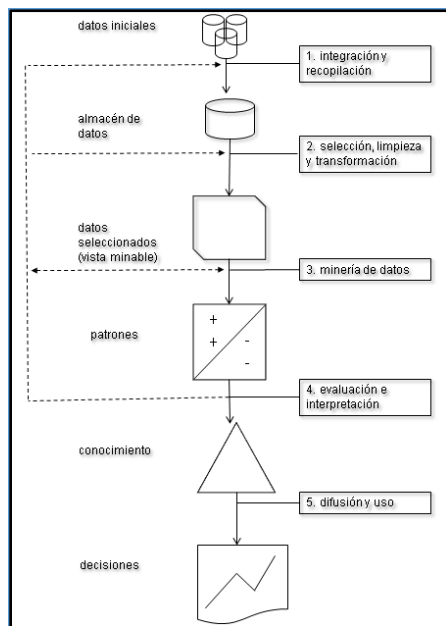 datos iniciales
1. integración y
recopilación
almacén de
datos
2. selección, limpieza
y transformación
datos
seleccionados
(vista minable)
3. minería de datos
+
+
-
-
patrones
4. evaluación e
interpretación
conocimiento
5. difusión y uso
decisiones